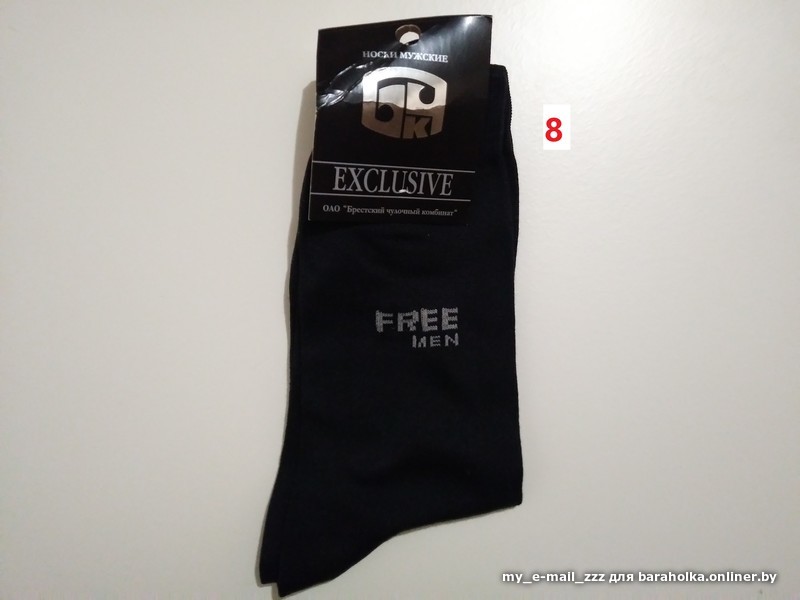 НОСКИ МУЖСКИЕ
БЧК
EXCLUSIVE
ОАО "Брестский чулочный комбинат"
8
FREE
MEN
my_e-mail_zzz для baraholka.onliner.by